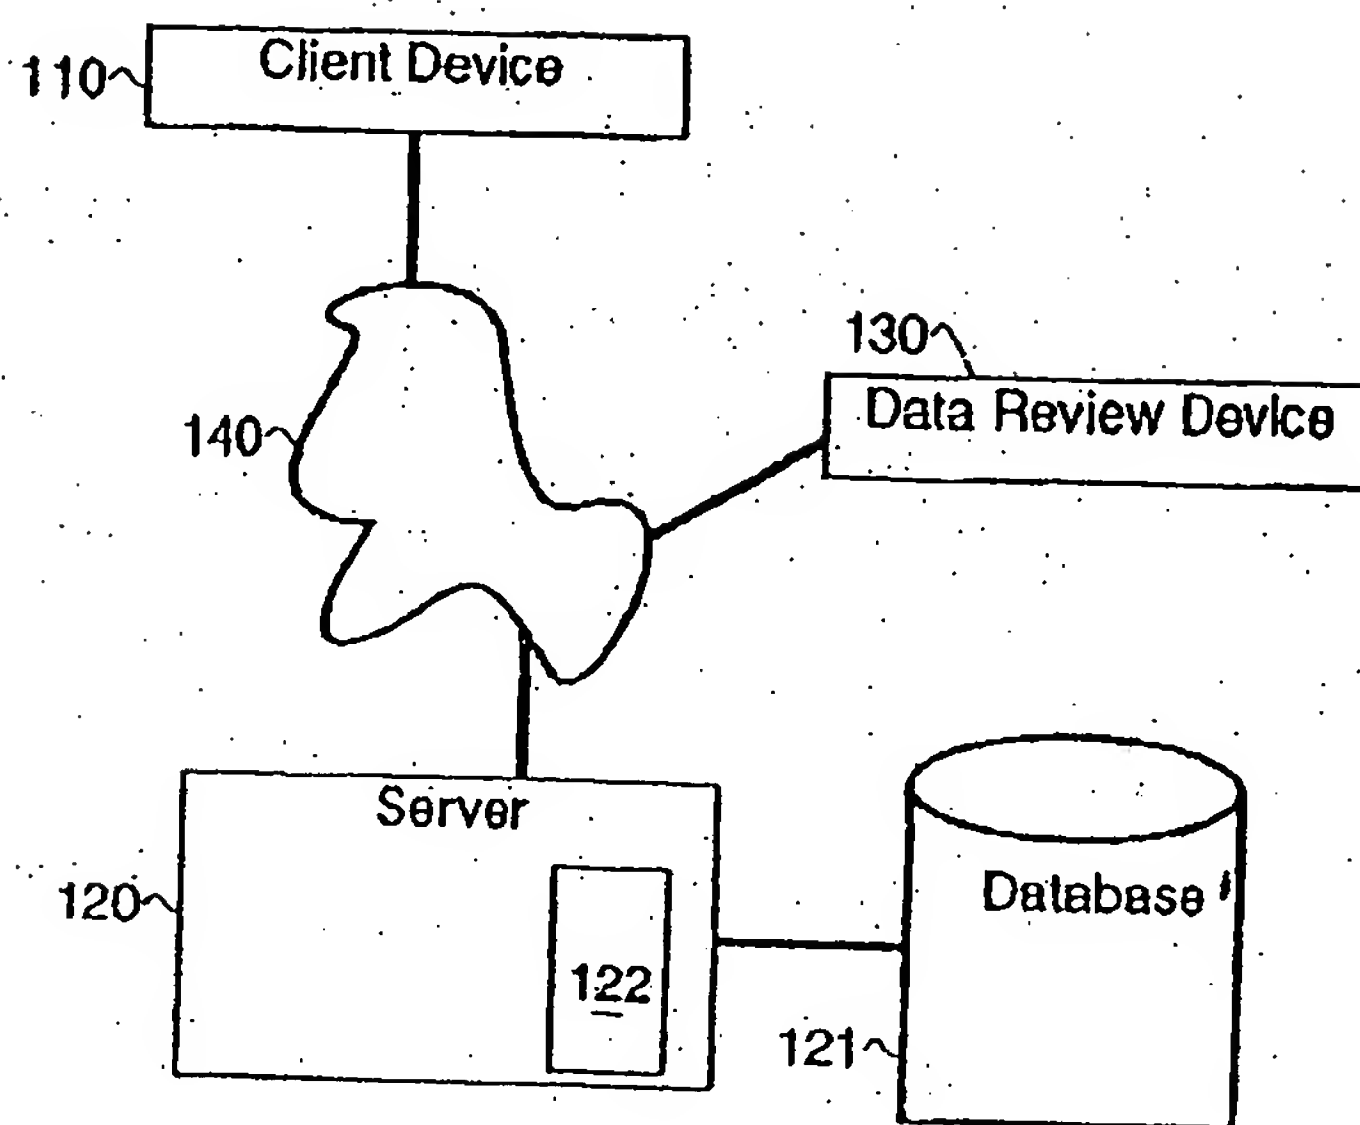 110 Client Device
130
Data Review Device
140
Server
120
Database
122
121